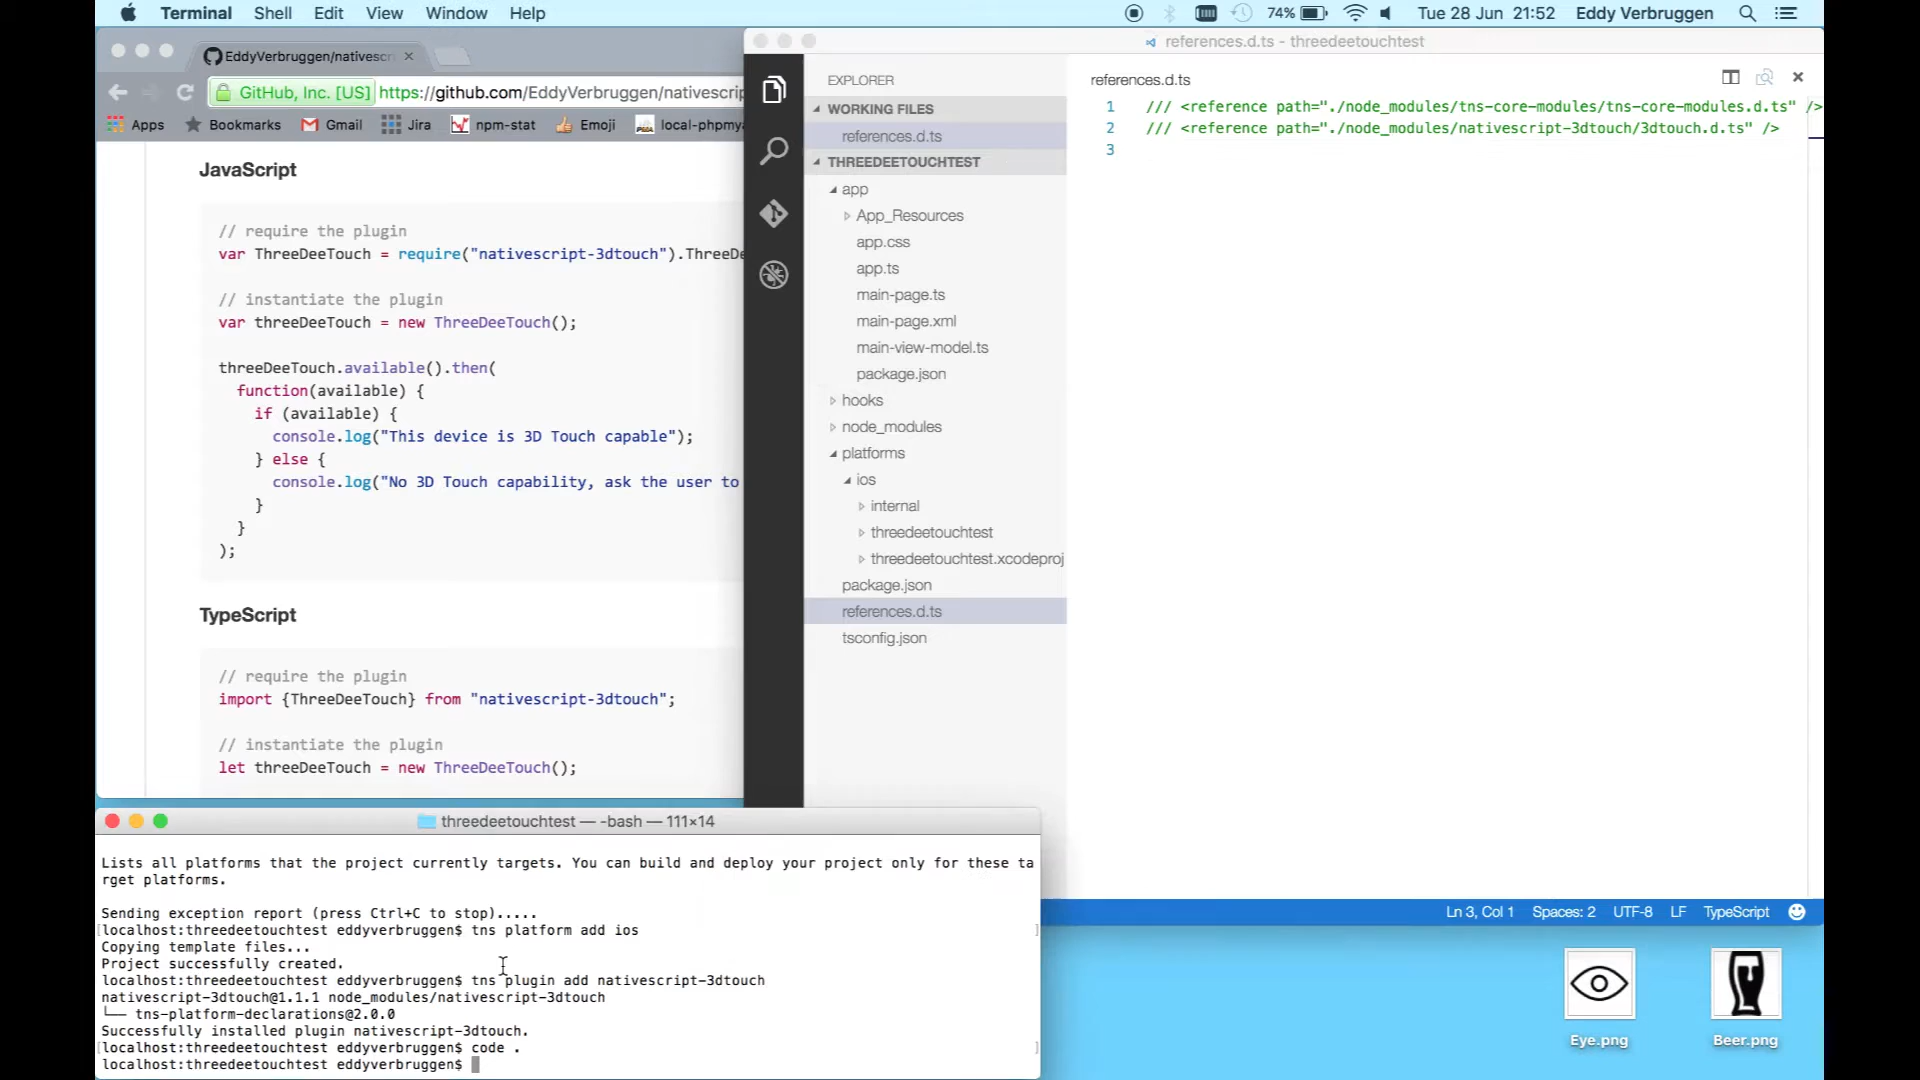 Terminal Shell Edit View Window Help 74% Tue 28 Jun 21:52 Eddy Verbruggen
EddyVerbruggen/nativescri
GitHub, Inc. [US] https://github.com/EddyVerbruggen/nativescrip
Apps Bookmarks Gmail Jira npm-stat Emoji local-phpmya
JavaScript
// require the plugin
var ThreeDeeTouch = require("nativescript-3dtouch").ThreeDe
// instantiate the plugin
var threeDeeTouch = new ThreeDeeTouch();
threeDeeTouch.available().then(
function(available) {
if (available) {
console.log("This device is 3D Touch capable");
} else {
console.log("No 3D Touch capability, ask the user to
}
}
);
TypeScript
// require the plugin
import {ThreeDeeTouch} from "nativescript-3dtouch";
// instantiate the plugin
let threeDeeTouch = new ThreeDeeTouch();
references.d.ts - threedeetouchtest
EXPLORER
WORKING FILES
references.d.ts
THREEDEETOUCHTEST
app
App_Resources
app.css
app.ts
main-page.ts
main-page.xml
main-view-model.ts
package.json
hooks
node_modules
platforms
ios
internal
threedeetouchtest
threedeetouchtest.xcodeproj
package.json
references.d.ts
tsconfig.json
references.d.ts
1 /// <reference path="./node_modules/tns-core-modules/tns-core-modules.d.ts" />
2 /// <reference path="./node_modules/nativescript-3dtouch/3dtouch.d.ts" />
3
Ln 3, Col 1 Spaces: 2 UTF-8 LF TypeScript
threedeetouchtest — -bash — 111×14
Lists all platforms that the project currently targets. You can build and deploy your project only for these ta
rget platforms.
Sending exception report (press Ctrl+C to stop).....
[localhost:threedeetouchtest eddyverbruggen$ tns platform add ios ]
Copying template files...
Project successfully created.
localhost:threedeetouchtest eddyverbruggen$ tns plugin add nativescript-3dtouch
nativescript-3dtouch@1.1.1 node_modules/nativescript-3dtouch
└── tns-platform-declarations@2.0.0
Successfully installed plugin nativescript-3dtouch.
[localhost:threedeetouchtest eddyverbruggen$ code . ]
localhost:threedeetouchtest eddyverbruggen$
Eye.png
Beer.png